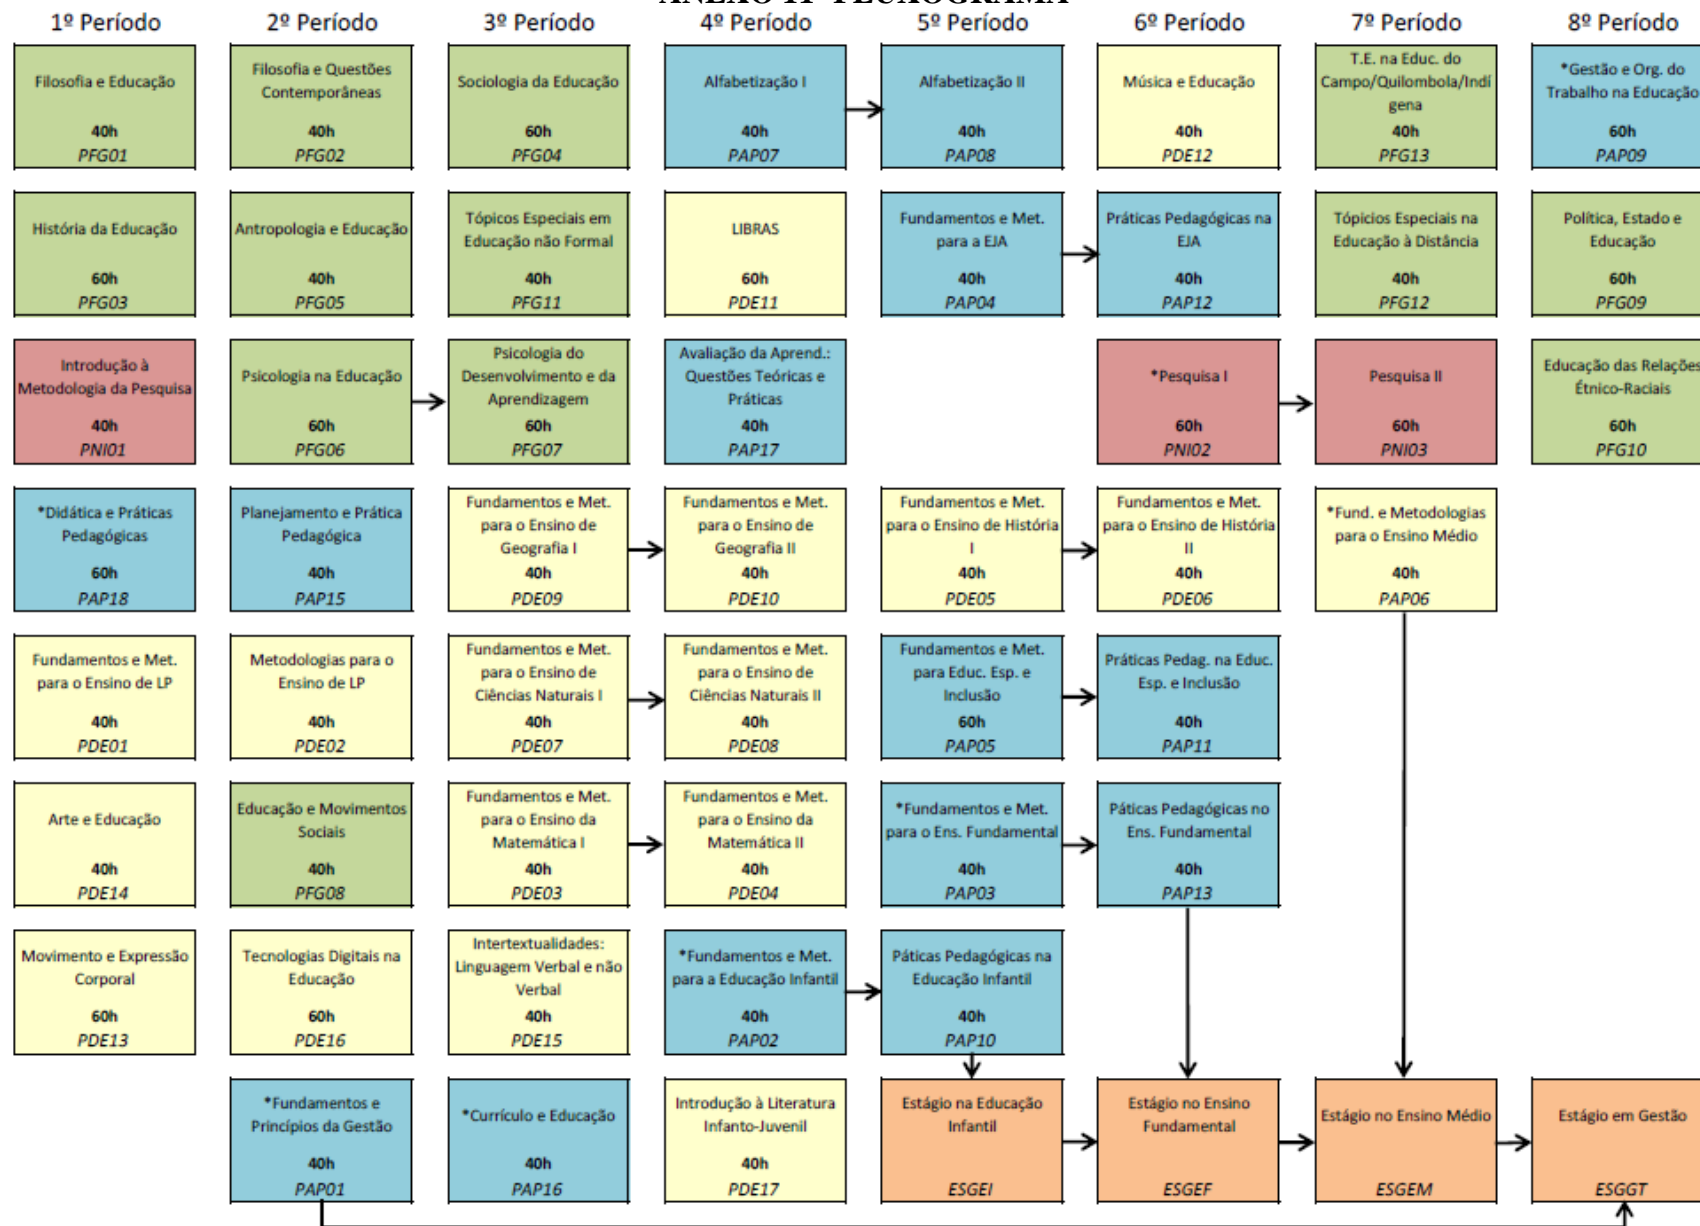 ANEXO II- FLUXOGRAMA
1º Período
2º Período
3º Período
4º Período
5º Período
6º Período
7º Período
8º Período
Filosofia e Educação
40h
PFG01
Filosofia e Questões
Contemporâneas
40h
PFG02
Sociologia da Educação
60h
PFG04
Alfabetização I
40h
PAP07
Alfabetização II
40h
PAP08
Música e Educação
40h
PDE12
T.E. na Educ. do
Campo/Quilombola/Indí
gena
40h
PFG13
*Gestão e Org. do
Trabalho na Educação
60h
PAP09
História da Educação
60h
PFG03
Antropologia e Educação
40h
PFG05
Tópicos Especiais em
Educação não Formal
40h
PFG11
LIBRAS
60h
PDE11
Fundamentos e Met.
para a EJA
40h
PAP04
Práticas Pedagógicas na
EJA
40h
PAP12
Tópicios Especiais na
Educação à Distância
40h
PFG12
Política, Estado e
Educação
60h
PFG09
Introdução à
Metodologia da Pesquisa
40h
PNI01
Psicologia na Educação
60h
PFG06
Psicologia do
Desenvolvimento e da
Aprendizagem
60h
PFG07
Avaliação da Aprend.:
Questões Teóricas e
Práticas
40h
PAP17
*Pesquisa I
60h
PNI02
Pesquisa II
60h
PNI03
Educação das Relações
Étnico-Raciais
60h
PFG10
*Didática e Práticas
Pedagógicas
60h
PAP18
Planejamento e Prática
Pedagógica
40h
PAP15
Fundamentos e Met.
para o Ensino de
Geografia I
40h
PDE09
Fundamentos e Met.
para o Ensino de
Geografia II
40h
PDE10
Fundamentos e Met.
para o Ensino de História
I
40h
PDE05
Fundamentos e Met.
para o Ensino de História
II
40h
PDE06
*Fund. e Metodologias
para o Ensino Médio
40h
PAP06
Fundamentos e Met.
para o Ensino de LP
40h
PDE01
Metodologias para o
Ensino de LP
40h
PDE02
Fundamentos e Met.
para o Ensino de
Ciências Naturais I
40h
PDE07
Fundamentos e Met.
para o Ensino de
Ciências Naturais II
40h
PDE08
Fundamentos e Met.
para Educ. Esp. e
Inclusão
60h
PAP05
Práticas Pedag. na Educ.
Esp. e Inclusão
40h
PAP11
Arte e Educação
40h
PDE14
Educação e Movimentos
Sociais
40h
PFG08
Fundamentos e Met.
para o Ensino da
Matemática I
40h
PDE03
Fundamentos e Met.
para o Ensino da
Matemática II
40h
PDE04
*Fundamentos e Met.
para o Ens. Fundamental
40h
PAP03
Páticas Pedagógicas no
Ens. Fundamental
40h
PAP13
Movimento e Expressão
Corporal
60h
PDE13
Tecnologias Digitais na
Educação
60h
PDE16
Intertextualidades:
Linguagem Verbal e não
Verbal
40h
PDE15
*Fundamentos e Met.
para a Educação Infantil
40h
PAP02
Páticas Pedagógicas na
Educação Infantil
40h
PAP10
*Fundamentos e
Princípios da Gestão
40h
PAP01
*Currículo e Educação
40h
PAP16
Introdução à Literatura
Infanto-Juvenil
40h
PDE17
Estágio na Educação
Infantil
ESGEI
Estágio no Ensino
Fundamental
ESGEF
Estágio no Ensino Médio
ESGEM
Estágio em Gestão
ESGGT